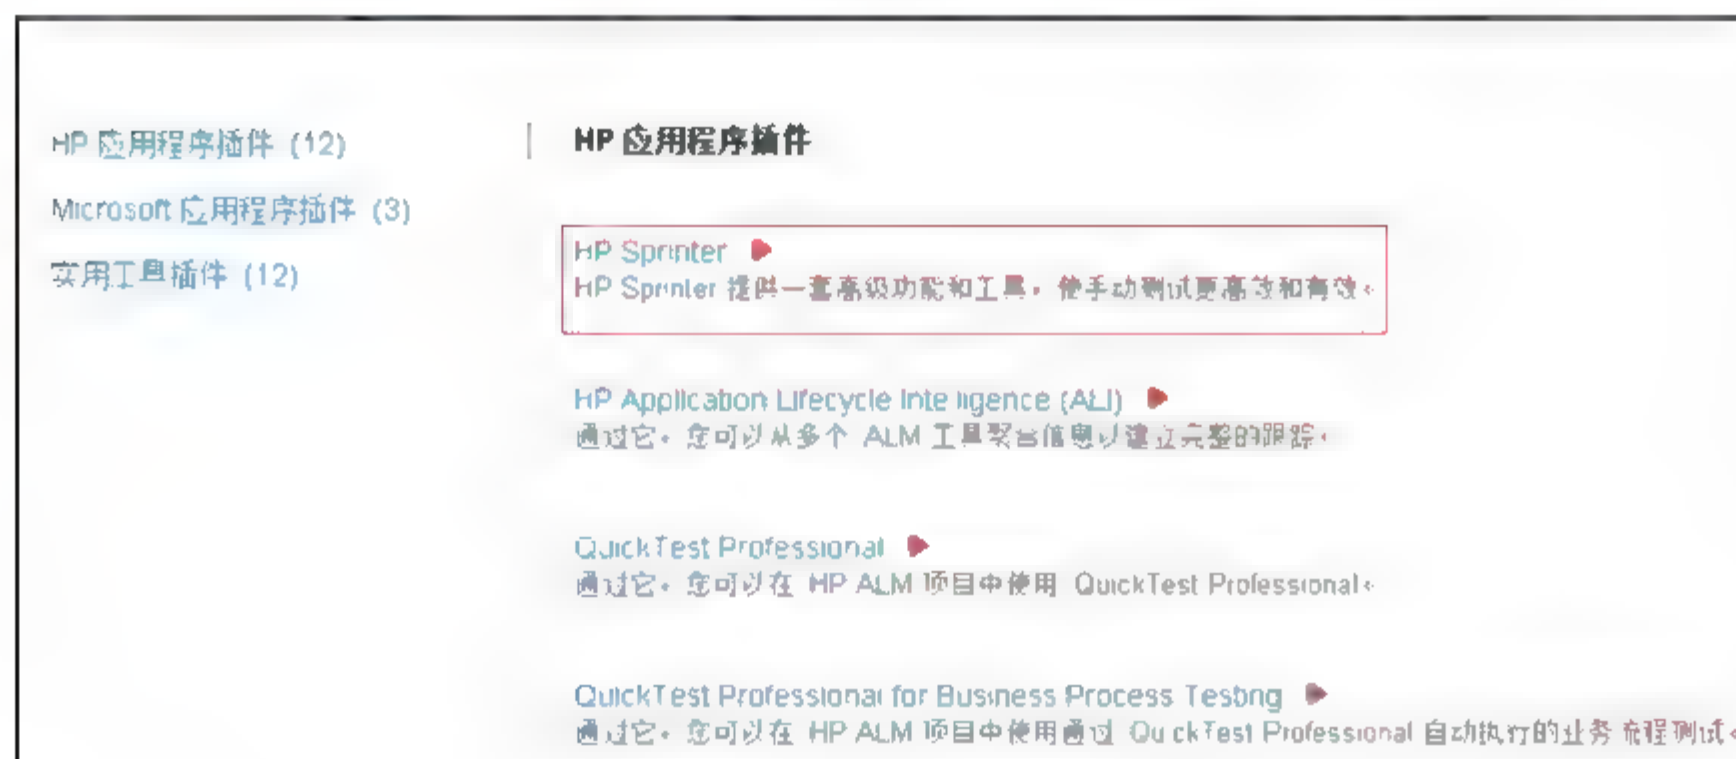 HP 应用程序插件 (12)
Microsoft 应用程序插件 (3)
实用工具插件 (12)
HP 应用程序插件
HP Sprinter
HP Sprinter 提供一套高级功能和工具，使手动测试更高效和有效。
HP Application Lifecycle Intelligence (ALI)
通过它，您可以从多个 ALM 工具聚合信息以建立完整的跟踪。
QuickTest Professional
通过它，您可以在 HP ALM 项目中使用 QuickTest Professional。
QuickTest Professional for Business Process Testing
通过它，您可以在 HP ALM 项目中使用通过 QuickTest Professional 自动执行的业务流程测试。